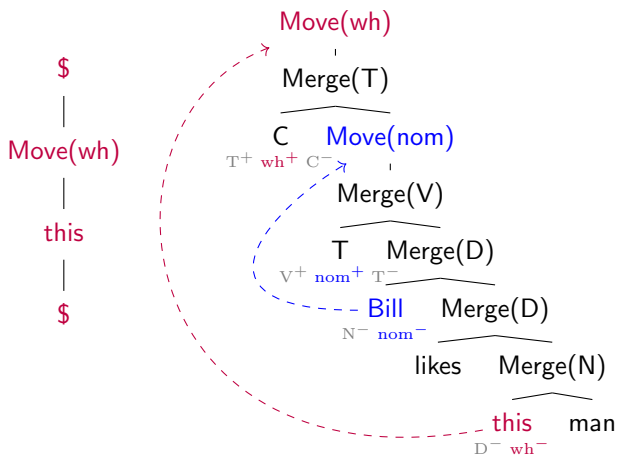 $
Move(wh)
this
$
Move(wh)
Merge(T)
C Move(nom)
T⁺ wh⁺ C⁻
Merge(V)
T Merge(D)
V⁺ nom⁺ T⁻
Bill Merge(D)
N⁻ nom⁻
likes Merge(N)
this man
D⁻ wh⁻